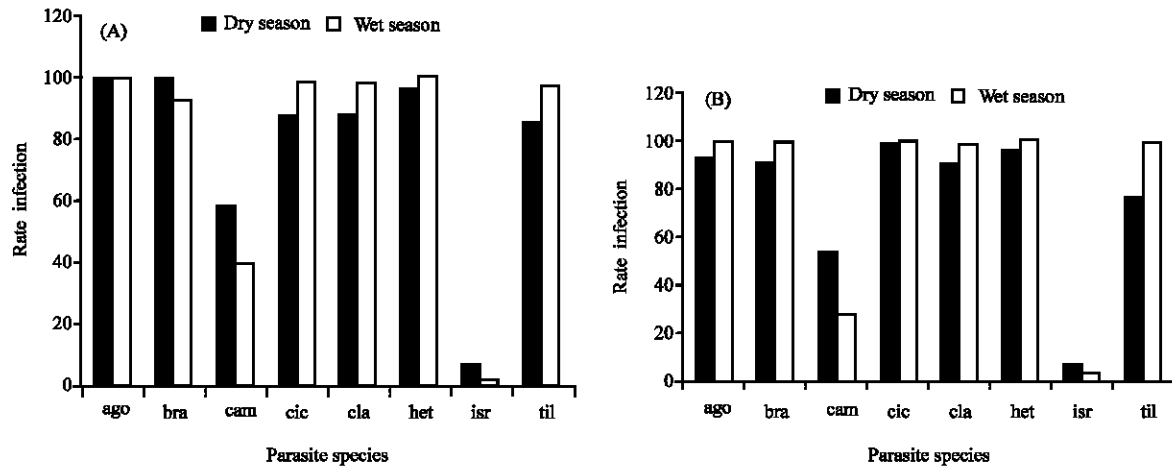 (A)
Dry season Wet season
120
100
80
60
40
20
0
Rate infection
ago bra cam cic cla het isr til
Parasite species
(B)
Dry season Wet season
120
100
80
60
40
20
0
Rate infection
ago bra cam cic cla het isr til
Parasite species